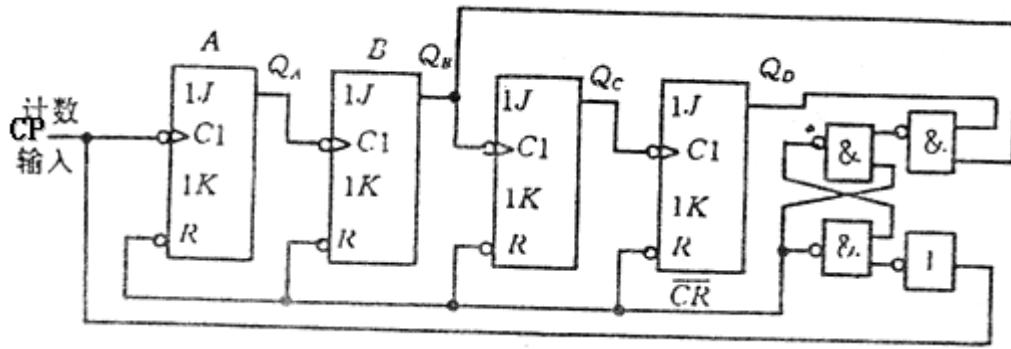 A
B
Q_A
Q_B
Q_C
Q_D
计数
CP
输入
1J
C1
1K
R
1J
C1
1K
R
1J
C1
1K
R
1J
C1
1K
R
\overline{CR}
&
&
&
1